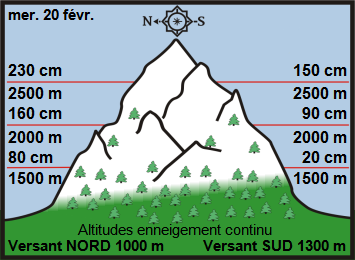 mer. 20 févr.
N S
230 cm 150 cm
2500 m 2500 m
160 cm 90 cm
2000 m 2000 m
80 cm 20 cm
1500 m 1500 m
Altitudes enneigement continu
Versant NORD 1000 m Versant SUD 1300 m